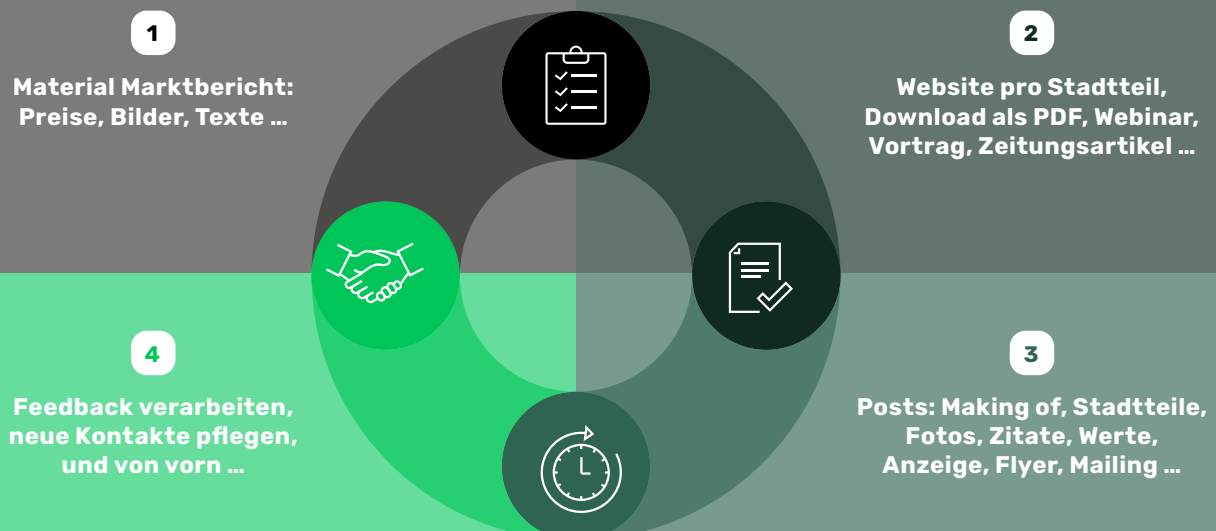 1
Material Marktbericht:
Preise, Bilder, Texte ...
2
Website pro Stadtteil,
Download als PDF, Webinar,
Vortrag, Zeitungsartikel ...
3
Posts: Making of, Stadtteile,
Fotos, Zitate, Werte,
Anzeige, Flyer, Mailing ...
4
Feedback verarbeiten,
neue Kontakte pflegen,
und von vorn ...